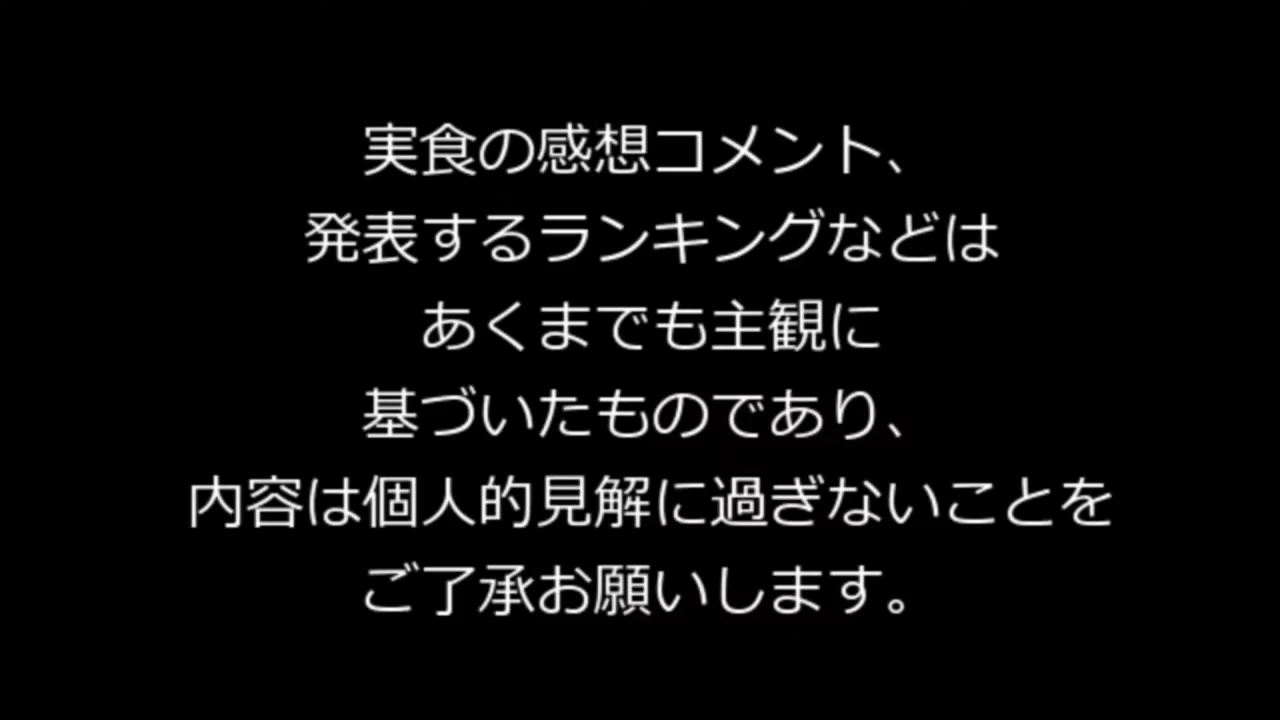 実食の感想コメント、
発表するランキングなどは
あくまでも主観に
基づいたものであり、
内容は個人的見解に過ぎないことを
ご了承お願いします。